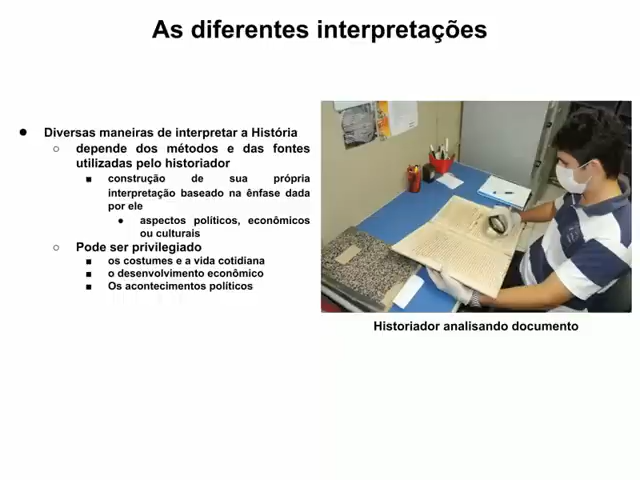 As diferentes interpretações
● Diversas maneiras de interpretar a História
○ depende dos métodos e das fontes
utilizadas pelo historiador
■ construção de sua própria
interpretação baseado na ênfase dada
por ele
● aspectos políticos, econômicos
ou culturais
○ Pode ser privilegiado
■ os costumes e a vida cotidiana
■ o desenvolvimento econômico
■ Os acontecimentos políticos
Historiador analisando documento